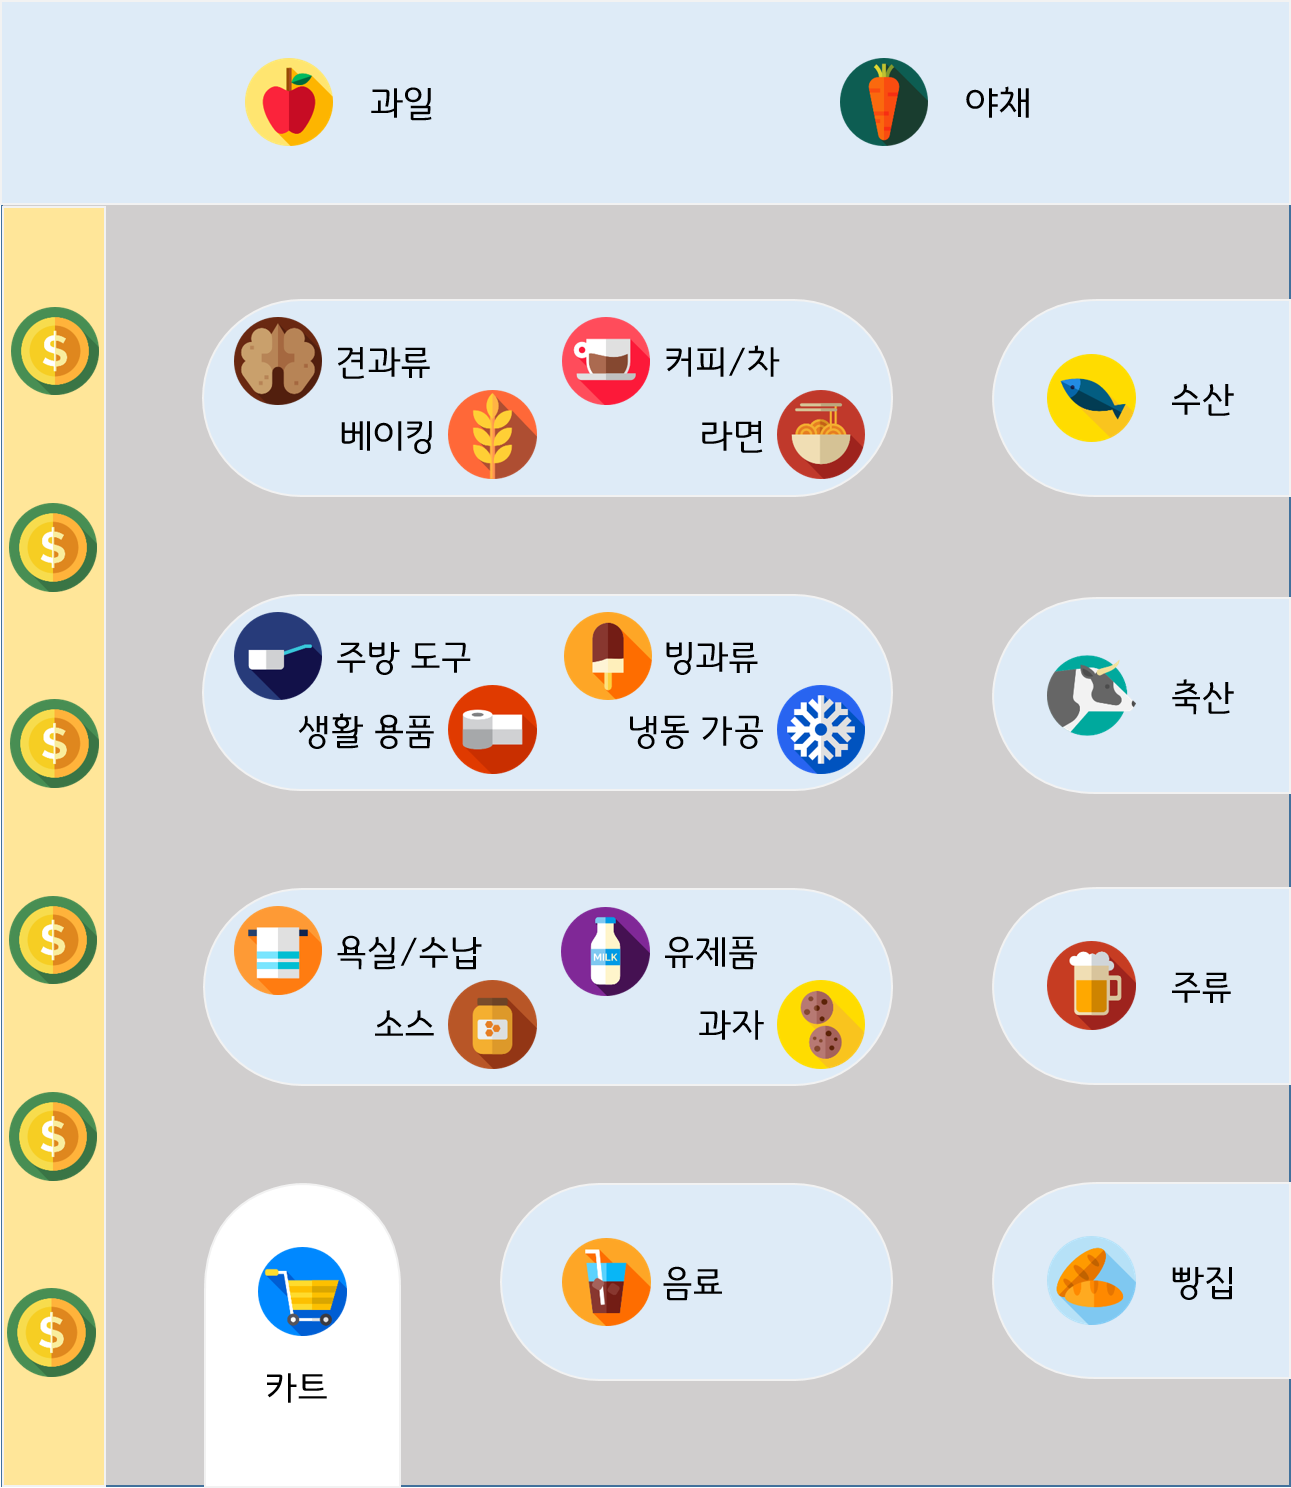 과일
야채
견과류
커피/차
베이킹
라면
수산
주방 도구
빙과류
생활 용품
냉동 가공
축산
욕실/수납
MILK
유제품
소스
과자
주류
카트
음료
빵집
$
$
$
$
$
$